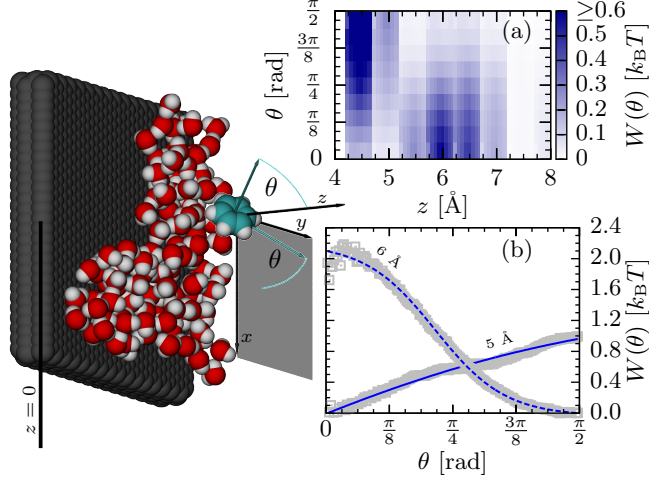 (a)
θ [rad]
π/2
3π/8
π/4
π/8
0
4 5 6 7 8
z [Å]
≥0.6
0.5
0.4
0.3
0.2
0.1
0
W(θ) [k_BT]
θ
z
y
θ
x
z = 0
(b)
6 Å
5 Å
2.4
2.0
1.6
1.2
0.8
0.4
0.0
W(θ) [k_BT]
0 π/8 π/4 3π/8 π/2
θ [rad]